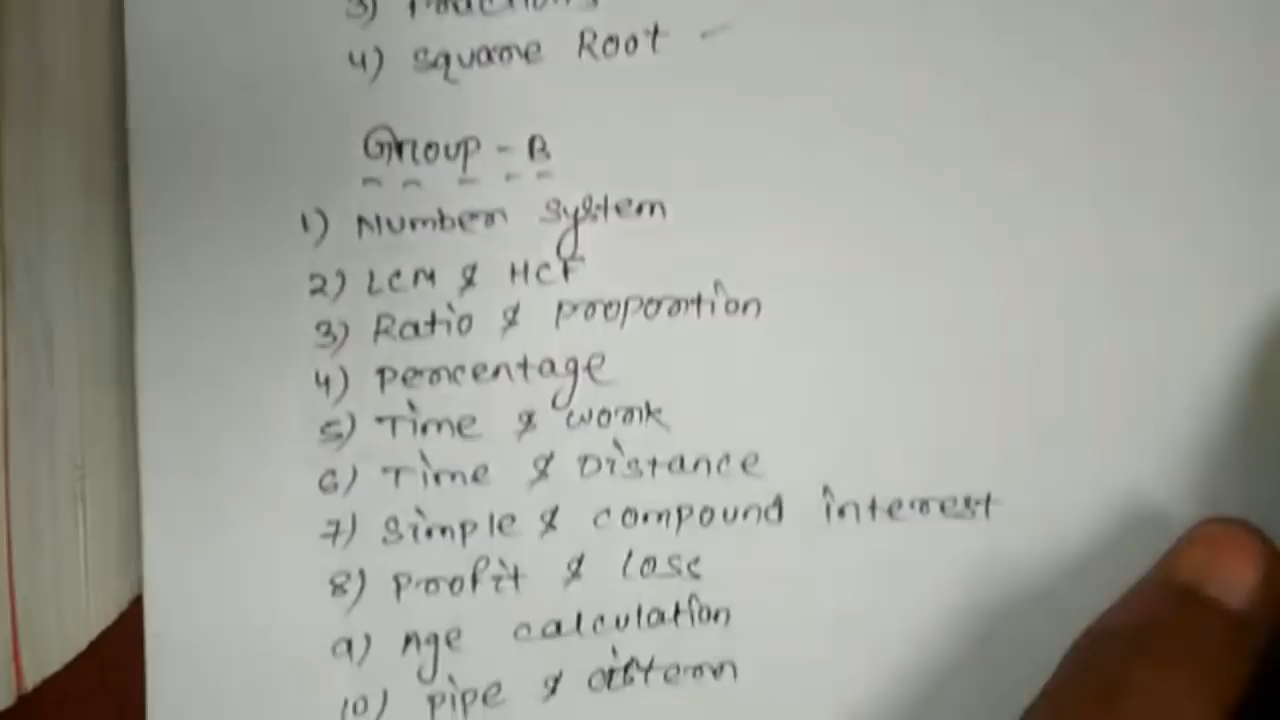 4) Square Root -
Group - B
1) Number System
2) LCM & HCF
3) Ratio & proportion
4) percentage
5) Time & work
6) Time & Distance
7) Simple & compound interest
8) Profit & loss
9) Age calculation
10) pipe & cistern